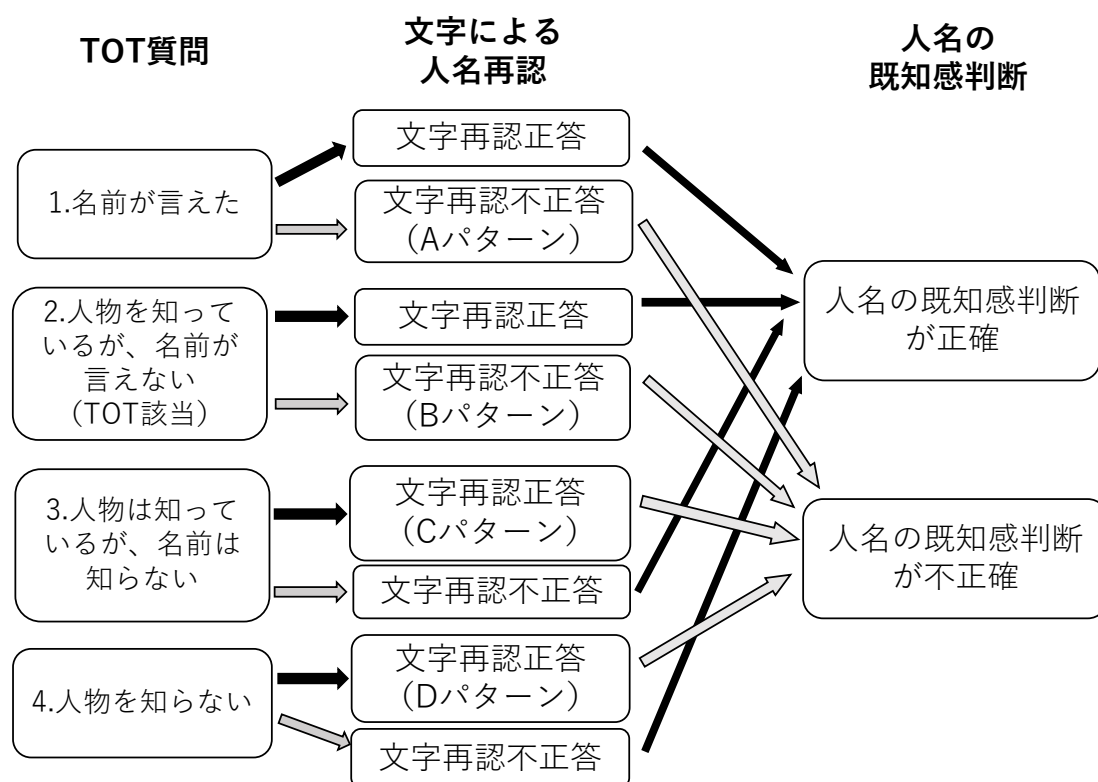 TOT質問
文字による
人名再認
人名の
既知感判断
1.名前が言えた
文字再認正答
文字再認不正答
（Aパターン）
2.人物を知って
いるが、名前が
言えない
（TOT該当）
文字再認正答
文字再認不正答
（Bパターン）
3.人物は知って
いるが、名前は
知らない
文字再認正答
（Cパターン）
文字再認不正答
4.人物を知らない
文字再認正答
（Dパターン）
文字再認不正答
人名の既知感判断
が正確
人名の既知感判断
が不正確